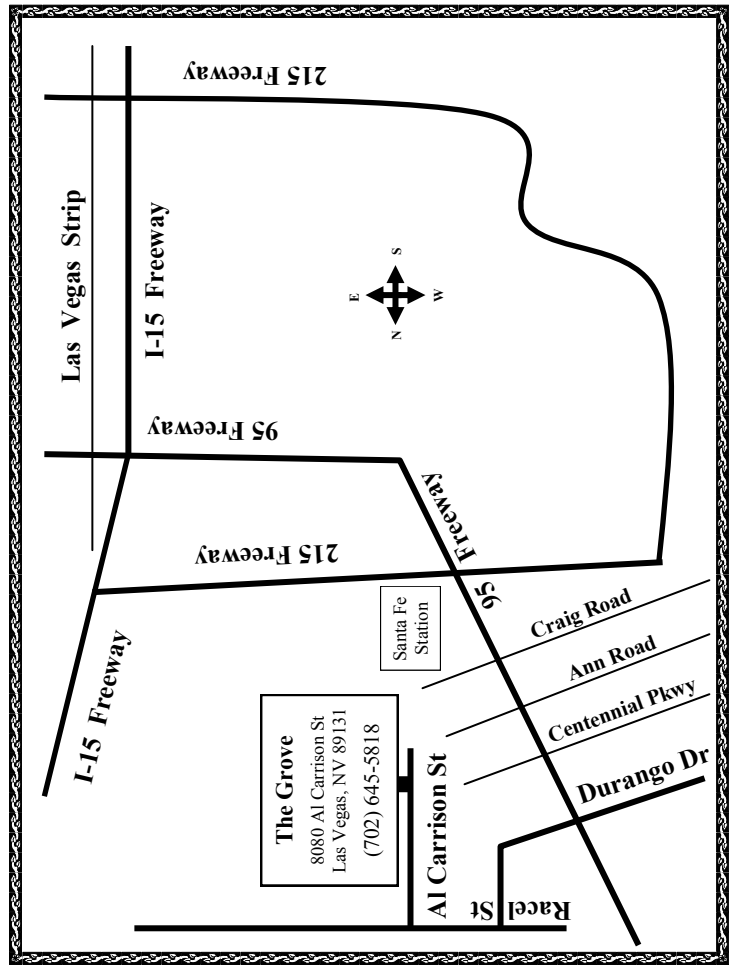 215 Freeway
Las Vegas Strip
I-15 Freeway
E
S
N
W
95 Freeway
215 Freeway
95 Freeway
I-15 Freeway
Santa Fe
Station
Craig Road
Ann Road
Centennial Pkwy
Durango Dr
The Grove
8080 Al Carrison St
Las Vegas, NV 89131
(702) 645-5818
Al Carrison St
Racel St